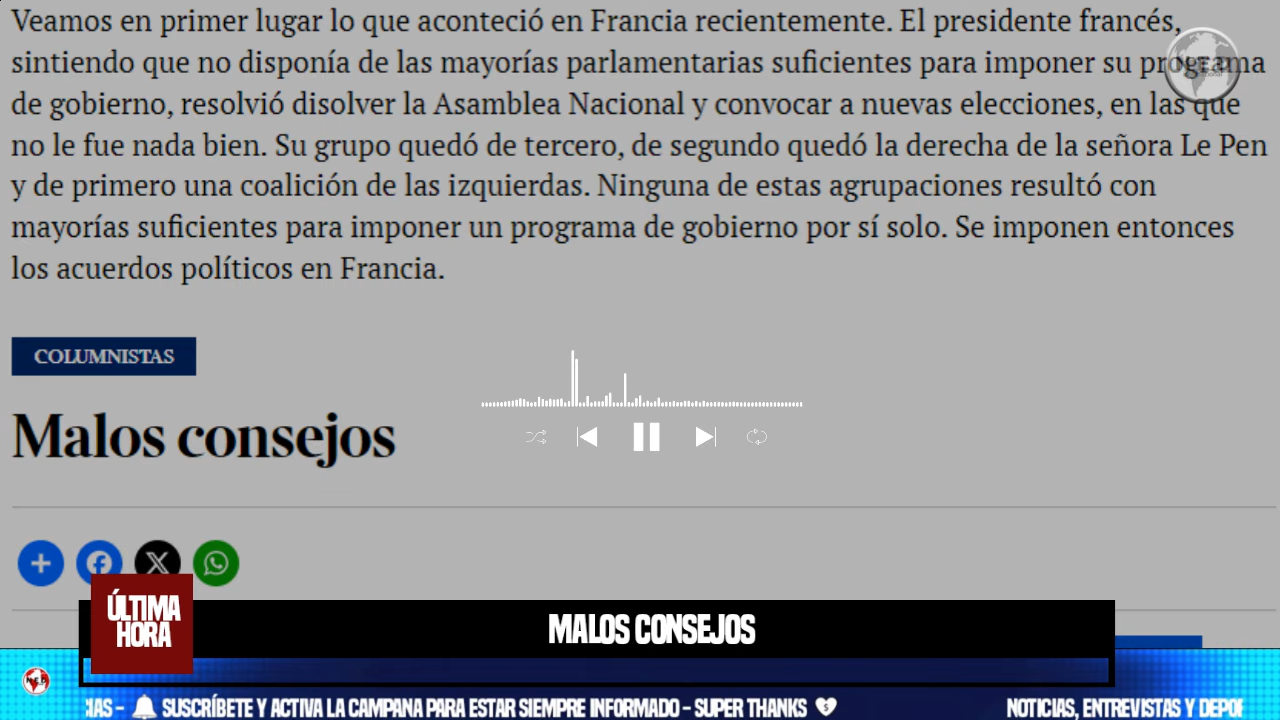 Veamos en primer lugar lo que aconteció en Francia recientemente. El presidente francés,
sintiendo que no disponía de las mayorías parlamentarias suficientes para imponer su programa
de gobierno, resolvió disolver la Asamblea Nacional y convocar a nuevas elecciones, en las que
no le fue nada bien. Su grupo quedó de tercero, de segundo quedó la derecha de la señora Le Pen
y de primero una coalición de las izquierdas. Ninguna de estas agrupaciones resultó con
mayorías suficientes para imponer un programa de gobierno por sí solo. Se imponen entonces
los acuerdos políticos en Francia.
COLUMNISTAS
Malos consejos
ÚLTIMA
HORA
MALOS CONSEJOS
SUSCRÍBETE Y ACTIVA LA CAMPANA PARA ESTAR SIEMPRE INFORMADO - SUPER THANKS
NOTICIAS, ENTREVISTAS Y